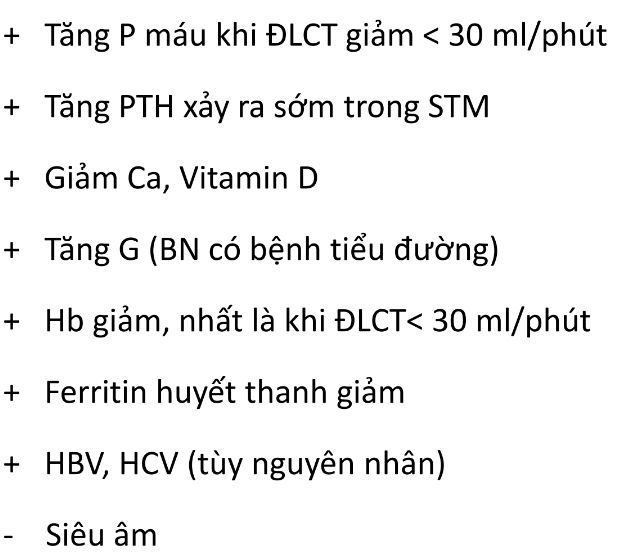 + Tăng P máu khi ĐLCT giảm < 30 ml/phút
+ Tăng PTH xảy ra sớm trong STM
+ Giảm Ca, Vitamin D
+ Tăng G (BN có bệnh tiểu đường)
+ Hb giảm, nhất là khi ĐLCT< 30 ml/phút
+ Ferritin huyết thanh giảm
+ HBV, HCV (tùy nguyên nhân)
- Siêu âm